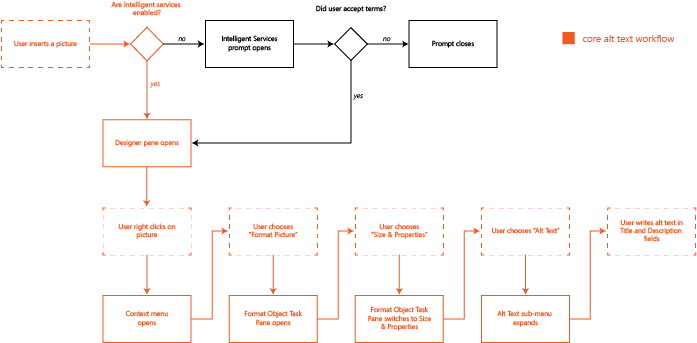 Are intelligent services
enabled?
Did user accept terms?
User inserts a picture
no
Intelligent Services
prompt opens
no
Prompt closes
core alt text workflow
yes
yes
Designer pane opens
User right clicks on
picture
User chooses
"Format Picture"
User chooses
"Size & Properties"
User chooses "Alt Text"
User writes alt text in
Title and Description
fields
Context menu
opens
Format Object Task
Pane opens
Format Object Task
Pane switches to Size
& Properties
Alt Text sub-menu
expands